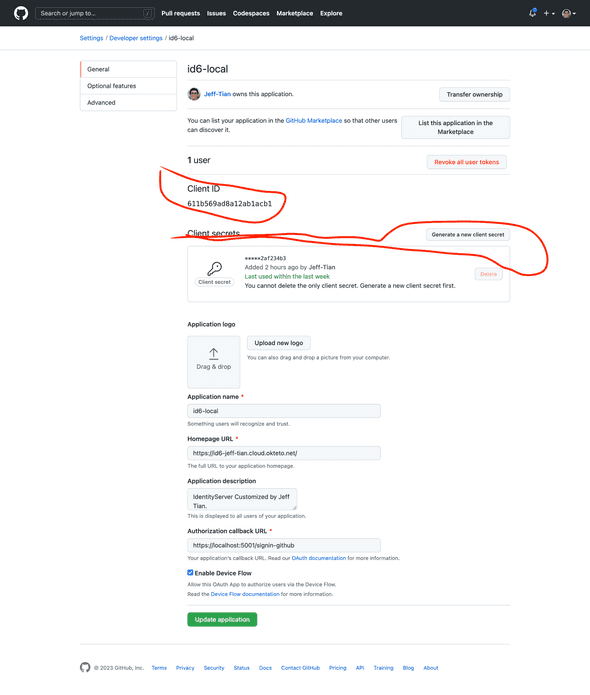 Search or jump to...
/
Pull requests Issues Codespaces Marketplace Explore
Settings / Developer settings / id6-local
General
Optional features
Advanced
id6-local
Jeff-Tian owns this application.
Transfer ownership
You can list your application in the GitHub Marketplace so that other users
can discover it.
List this application in the
Marketplace
1 user
Revoke all user tokens
Client ID
611b569ad8a12ab1acb1
Client secrets
Generate a new client secret
Client secret
*****2af234b3
Added 2 hours ago by Jeff-Tian
Last used within the last week
You cannot delete the only client secret. Generate a new client secret first.
Delete
Application logo
Drag & drop
Upload new logo
You can also drag and drop a picture from your computer.
Application name *
id6-local
Something users will recognize and trust.
Homepage URL *
https://id6-jeff-tian.cloud.okteto.net/
The full URL to your application homepage.
Application description
IdentityServer Customized by Jeff
Tian.
This is displayed to all users of your application.
Authorization callback URL *
https://localhost:5001/signin-github
Your application's callback URL. Read our OAuth documentation for more information.
Enable Device Flow
Allow this OAuth App to authorize users via the Device Flow.
Read the Device Flow documentation for more information.
Update application
© 2023 GitHub, Inc. Terms Privacy Security Status Docs Contact GitHub Pricing API Training Blog About